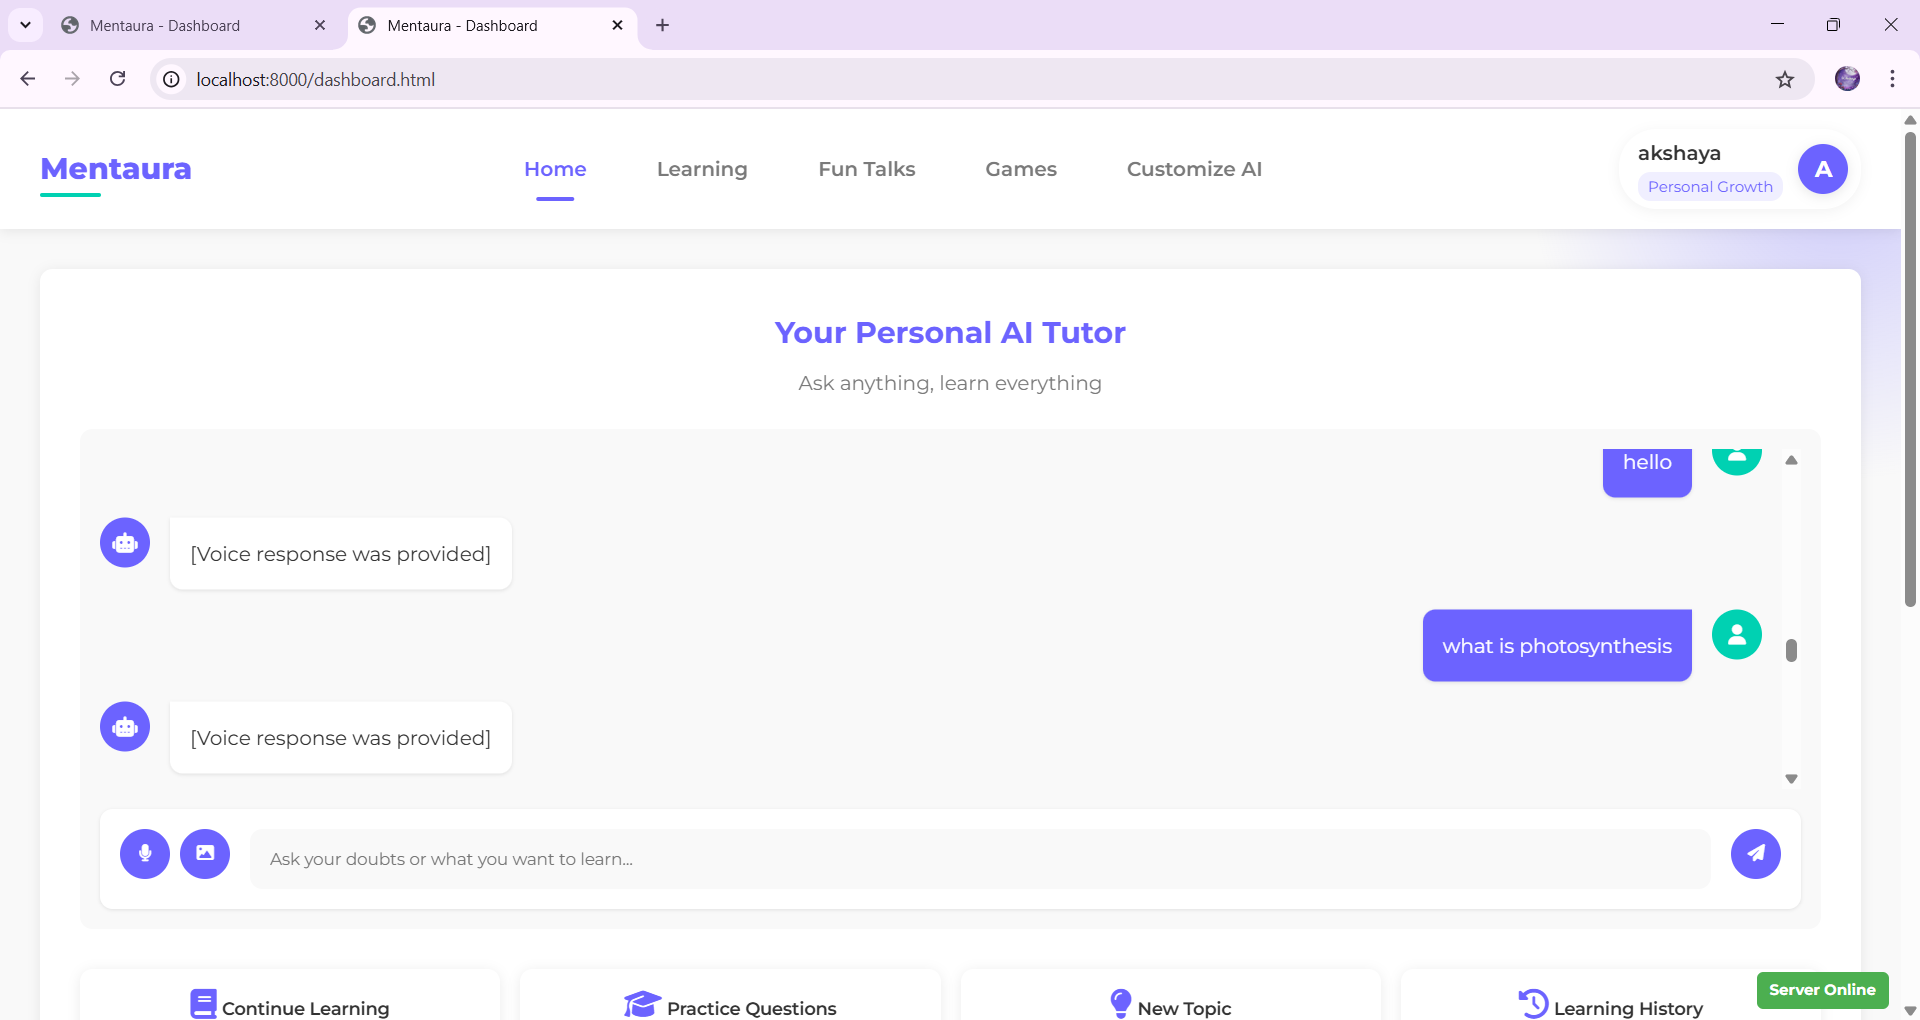 Mentaura - Dashboard
Mentaura - Dashboard
localhost:8000/dashboard.html
Mentaura
Home
Learning
Fun Talks
Games
Customize AI
akshaya
Personal Growth
A
Your Personal AI Tutor
Ask anything, learn everything
hello
[Voice response was provided]
what is photosynthesis
[Voice response was provided]
Ask your doubts or what you want to learn...
Continue Learning
Practice Questions
New Topic
Learning History
Server Online